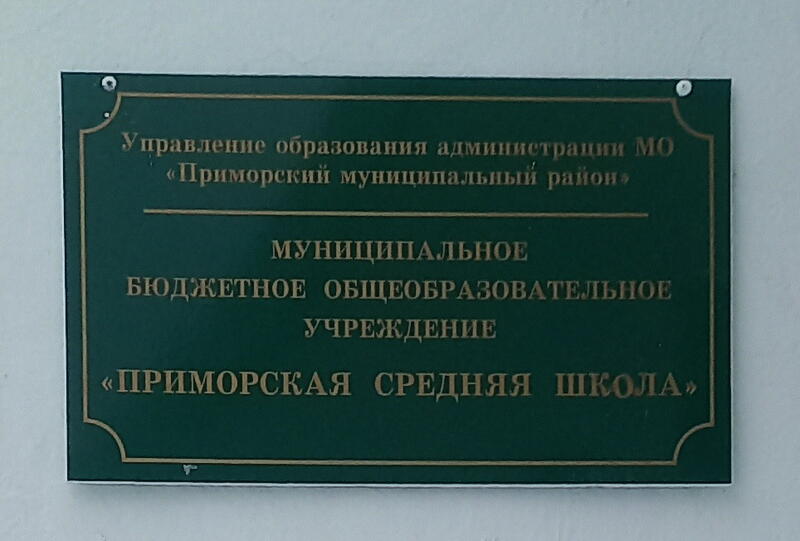 Управление образования администрации МО
«Приморский муниципальный район»
МУНИЦИПАЛЬНОЕ
БЮДЖЕТНОЕ ОБЩЕОБРАЗОВАТЕЛЬНОЕ
УЧРЕЖДЕНИЕ
«ПРИМОРСКАЯ СРЕДНЯЯ ШКОЛА»